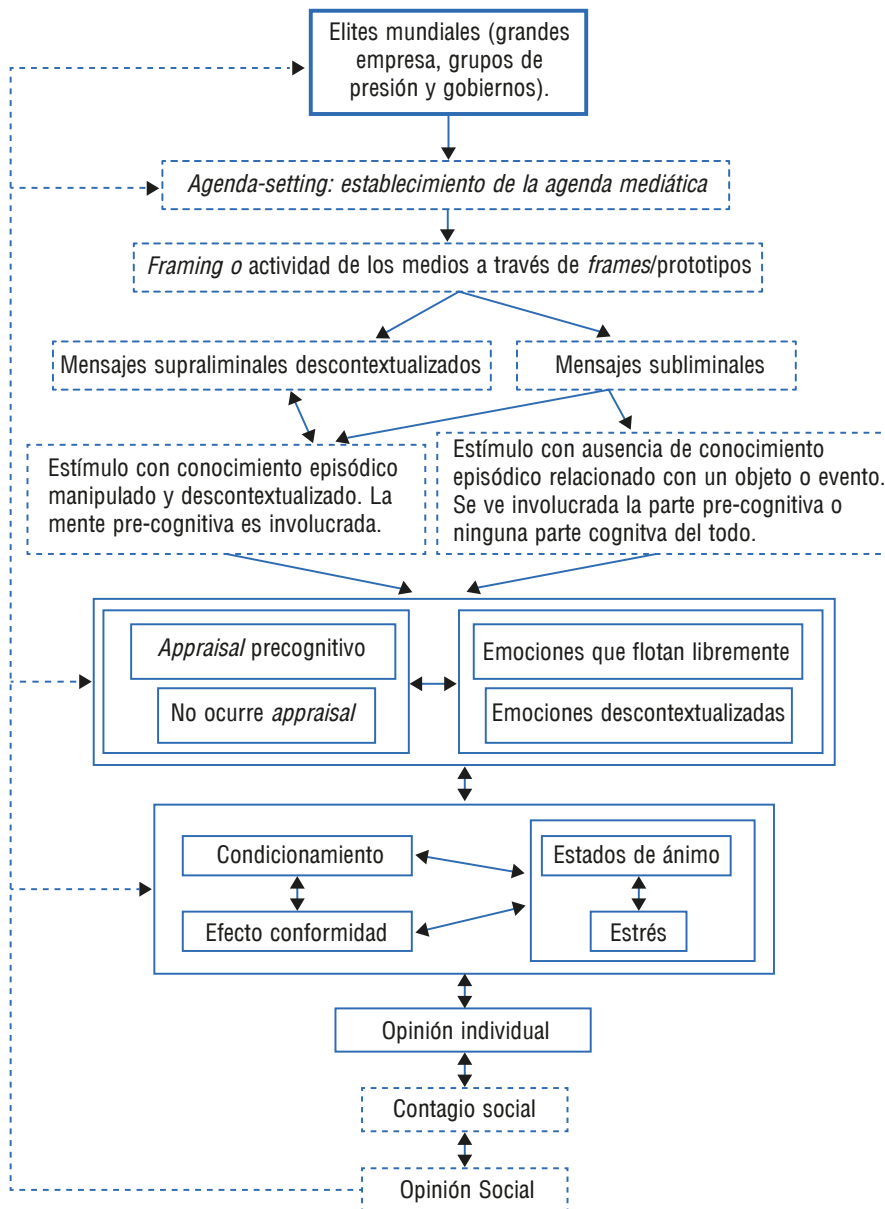 Elites mundiales (grandes
empresa, grupos de
presión y gobiernos).
Agenda-setting: establecimiento de la agenda mediática
Framing o actividad de los medios a través de frames/prototipos
Mensajes supraliminales descontextualizados
Mensajes subliminales
Estímulo con conocimiento episódico
manipulado y descontextualizado. La
mente pre-cognitiva es involucrada.
Estímulo con ausencia de conocimiento
episódico relacionado con un objeto o evento.
Se ve involucrada la parte pre-cognitiva o
ninguna parte cognitva del todo.
Appraisal precognitivo
No ocurre appraisal
Emociones que flotan libremente
Emociones descontextualizadas
Condicionamiento
Efecto conformidad
Estados de ánimo
Estrés
Opinión individual
Contagio social
Opinión Social